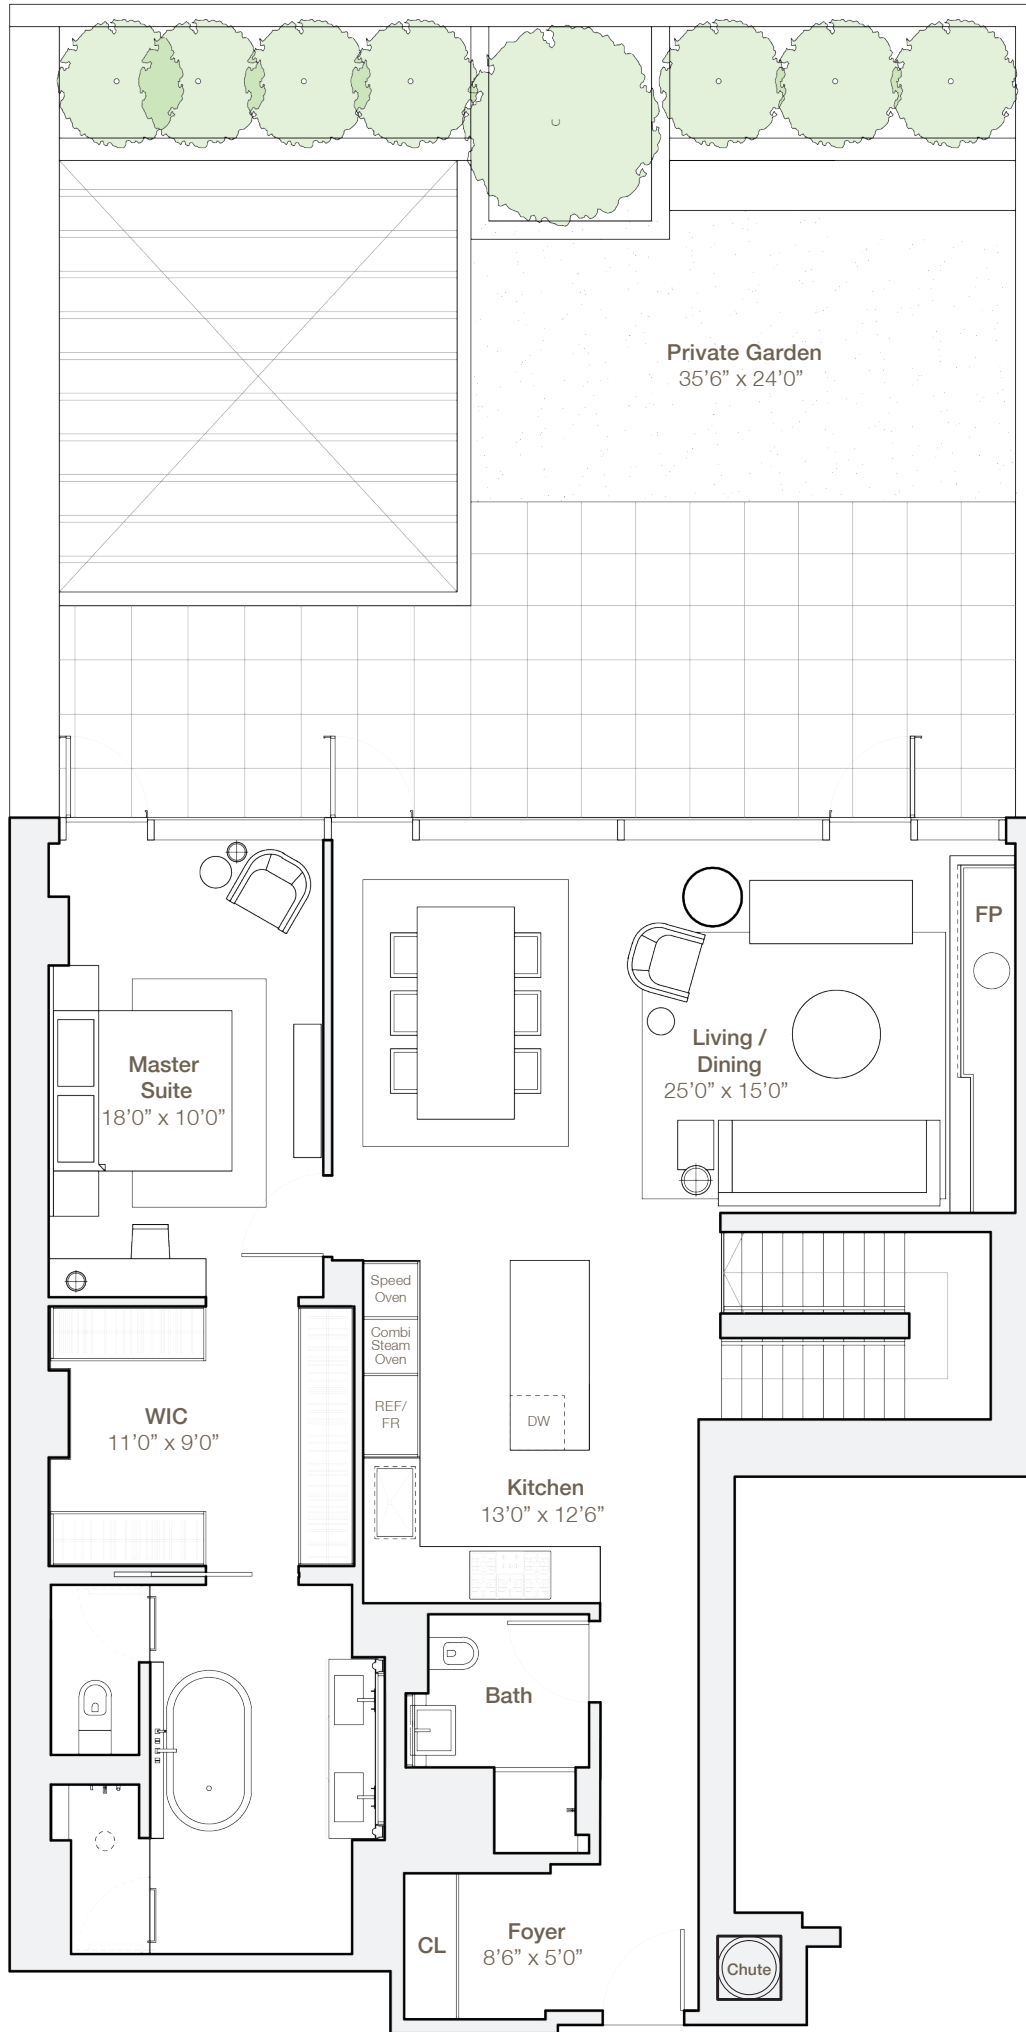 Private Garden
35’6” x 24’0”
FP
Living /
Dining
25’0” x 15’0”
Master
Suite
18’0” x 10’0”
Speed
Oven
Combi
Steam
Oven
REF/
FR
DW
WIC
11’0” x 9’0”
Kitchen
13’0” x 12’6”
Bath
CL
Foyer
8’6” x 5’0”
Chute